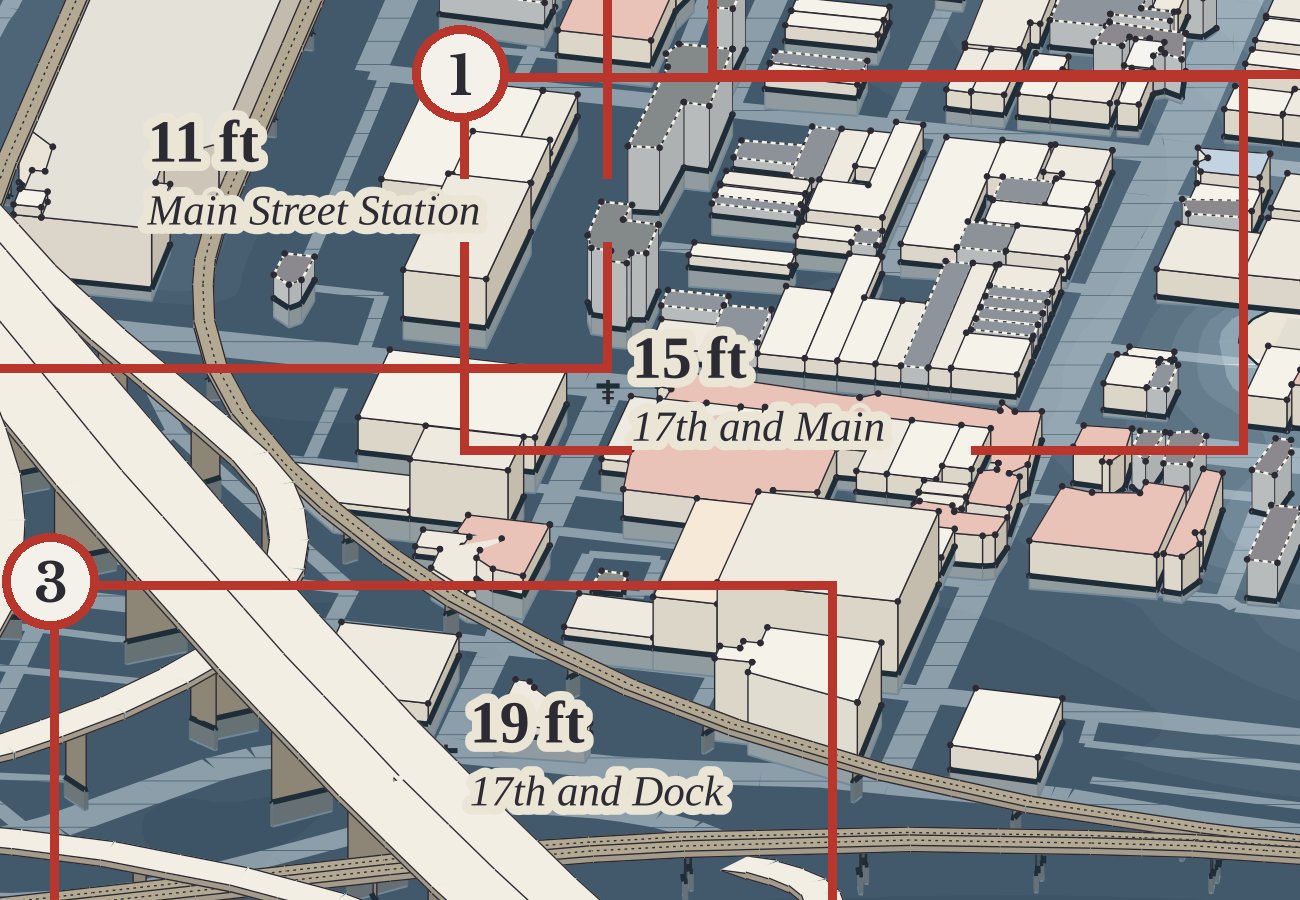 1
11 ft
Main Street Station
15 ft
17th and Main
3
19 ft
17th and Dock